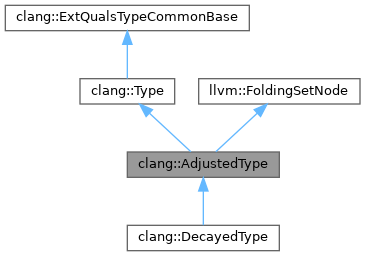 clang::ExtQualsTypeCommonBase
clang::Type
llvm::FoldingSetNode
clang::AdjustedType
clang::DecayedType